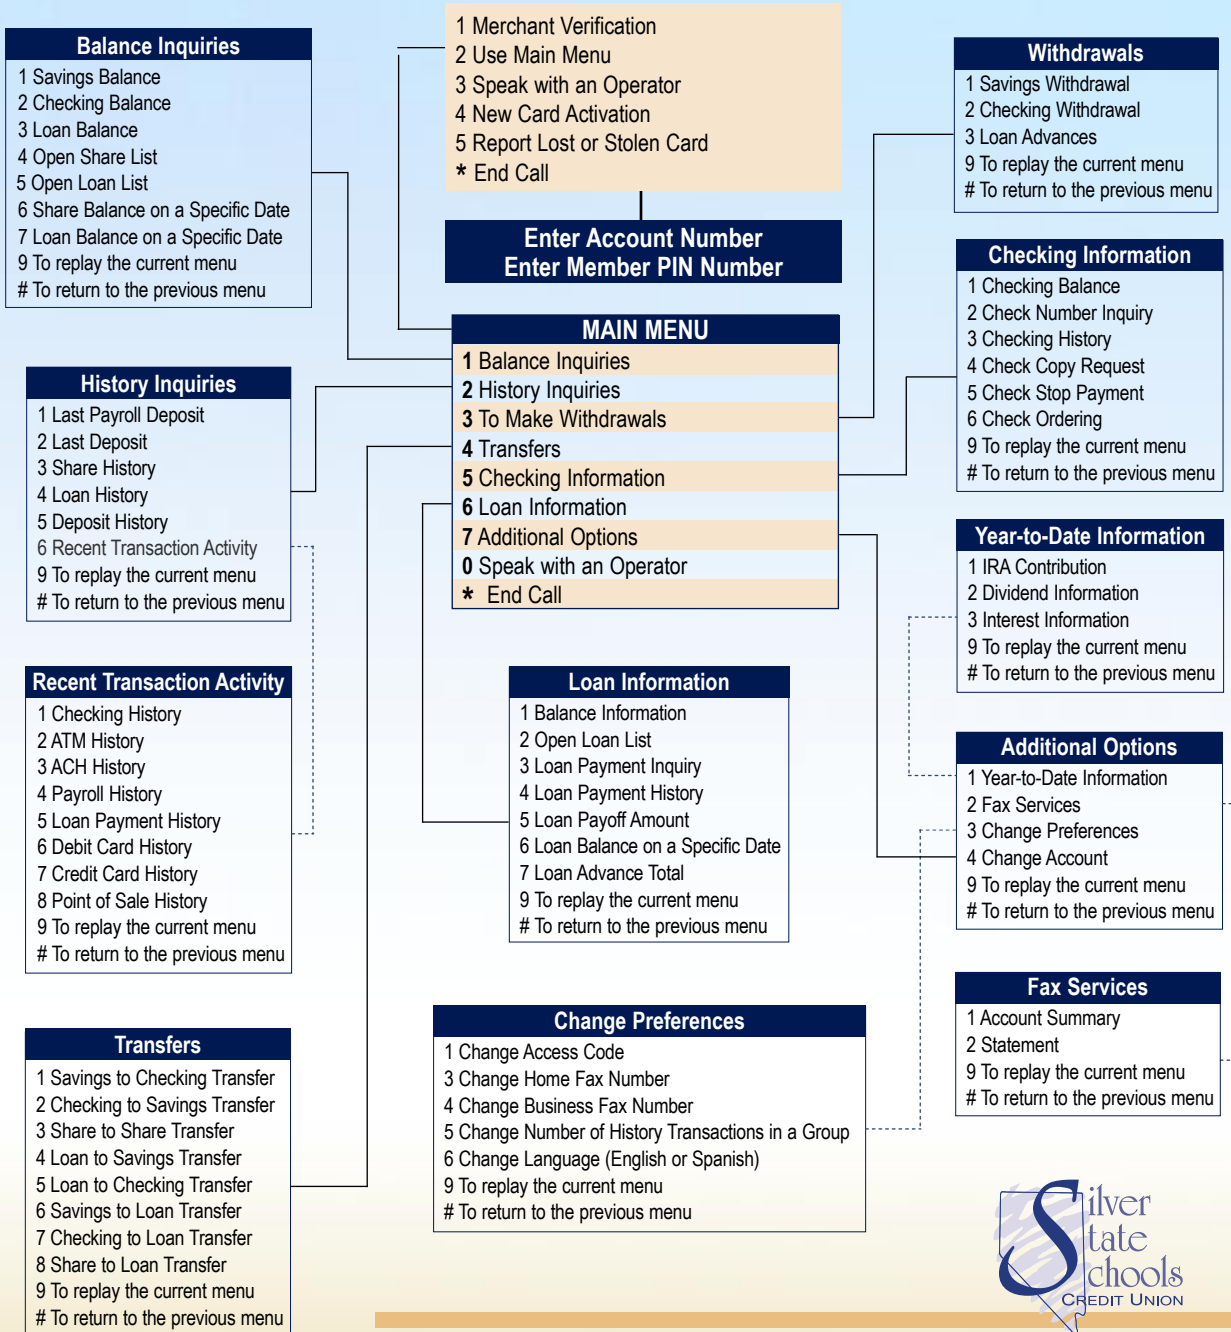 1 Merchant Verification
2 Use Main Menu
3 Speak with an Operator
4 New Card Activation
5 Report Lost or Stolen Card
* End Call
Enter Account Number
Enter Member PIN Number
MAIN MENU
1 Balance Inquiries
2 History Inquiries
3 To Make Withdrawals
4 Transfers
5 Checking Information
6 Loan Information
7 Additional Options
0 Speak with an Operator
* End Call
Balance Inquiries
1 Savings Balance
2 Checking Balance
3 Loan Balance
4 Open Share List
5 Open Loan List
6 Share Balance on a Specific Date
7 Loan Balance on a Specific Date
9 To replay the current menu
# To return to the previous menu
History Inquiries
1 Last Payroll Deposit
2 Last Deposit
3 Share History
4 Loan History
5 Deposit History
6 Recent Transaction Activity
9 To replay the current menu
# To return to the previous menu
Recent Transaction Activity
1 Checking History
2 ATM History
3 ACH History
4 Payroll History
5 Loan Payment History
6 Debit Card History
7 Credit Card History
8 Point of Sale History
9 To replay the current menu
# To return to the previous menu
Transfers
1 Savings to Checking Transfer
2 Checking to Savings Transfer
3 Share to Share Transfer
4 Loan to Savings Transfer
5 Loan to Checking Transfer
6 Savings to Loan Transfer
7 Checking to Loan Transfer
8 Share to Loan Transfer
9 To replay the current menu
# To return to the previous menu
Loan Information
1 Balance Information
2 Open Loan List
3 Loan Payment Inquiry
4 Loan Payment History
5 Loan Payoff Amount
6 Loan Balance on a Specific Date
7 Loan Advance Total
9 To replay the current menu
# To return to the previous menu
Change Preferences
1 Change Access Code
3 Change Home Fax Number
4 Change Business Fax Number
5 Change Number of History Transactions in a Group
6 Change Language (English or Spanish)
9 To replay the current menu
# To return to the previous menu
Withdrawals
1 Savings Withdrawal
2 Checking Withdrawal
3 Loan Advances
9 To replay the current menu
# To return to the previous menu
Checking Information
1 Checking Balance
2 Check Number Inquiry
3 Checking History
4 Check Copy Request
5 Check Stop Payment
6 Check Ordering
9 To replay the current menu
# To return to the previous menu
Year-to-Date Information
1 IRA Contribution
2 Dividend Information
3 Interest Information
9 To replay the current menu
# To return to the previous menu
Additional Options
1 Year-to-Date Information
2 Fax Services
3 Change Preferences
4 Change Account
9 To replay the current menu
# To return to the previous menu
Fax Services
1 Account Summary
2 Statement
9 To replay the current menu
# To return to the previous menu
Silver
State
Schools
CREDIT UNION